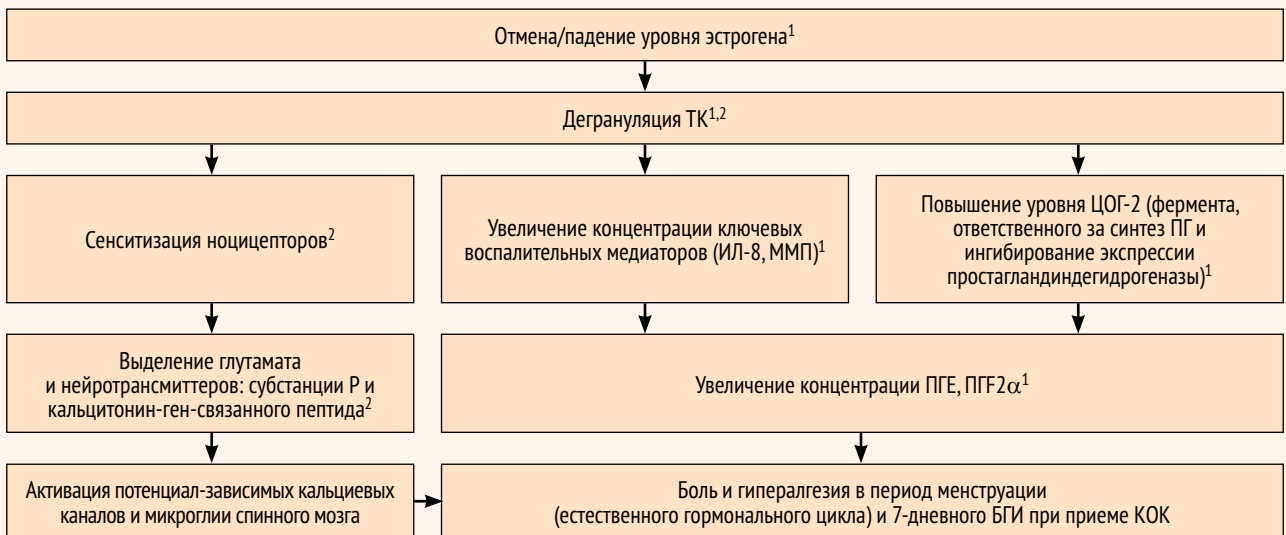 Отмена/падение уровня эстрогена1
Дегрануляция ТК1,2
Сенситизация ноцицепторов2
Увеличение концентрации ключевых
воспалительных медиаторов (ИЛ-8, ММП)1
Повышение уровня ЦОГ-2 (фермента,
ответственного за синтез ПГ и
ингибирование экспрессии
простагландиндегидрогеназы)1
Выделение глутамата
и нейротрансмиттеров: субстанции Р и
кальцитонин-ген-связанного пептида2
Увеличение концентрации ПГЕ, ПГF2α1
Активация потенциал-зависимых кальциевых
каналов и микроглии спинного мозга
Боль и гипералгезия в период менструации
(естественного гормонального цикла) и 7-дневного БГИ при приеме КОК